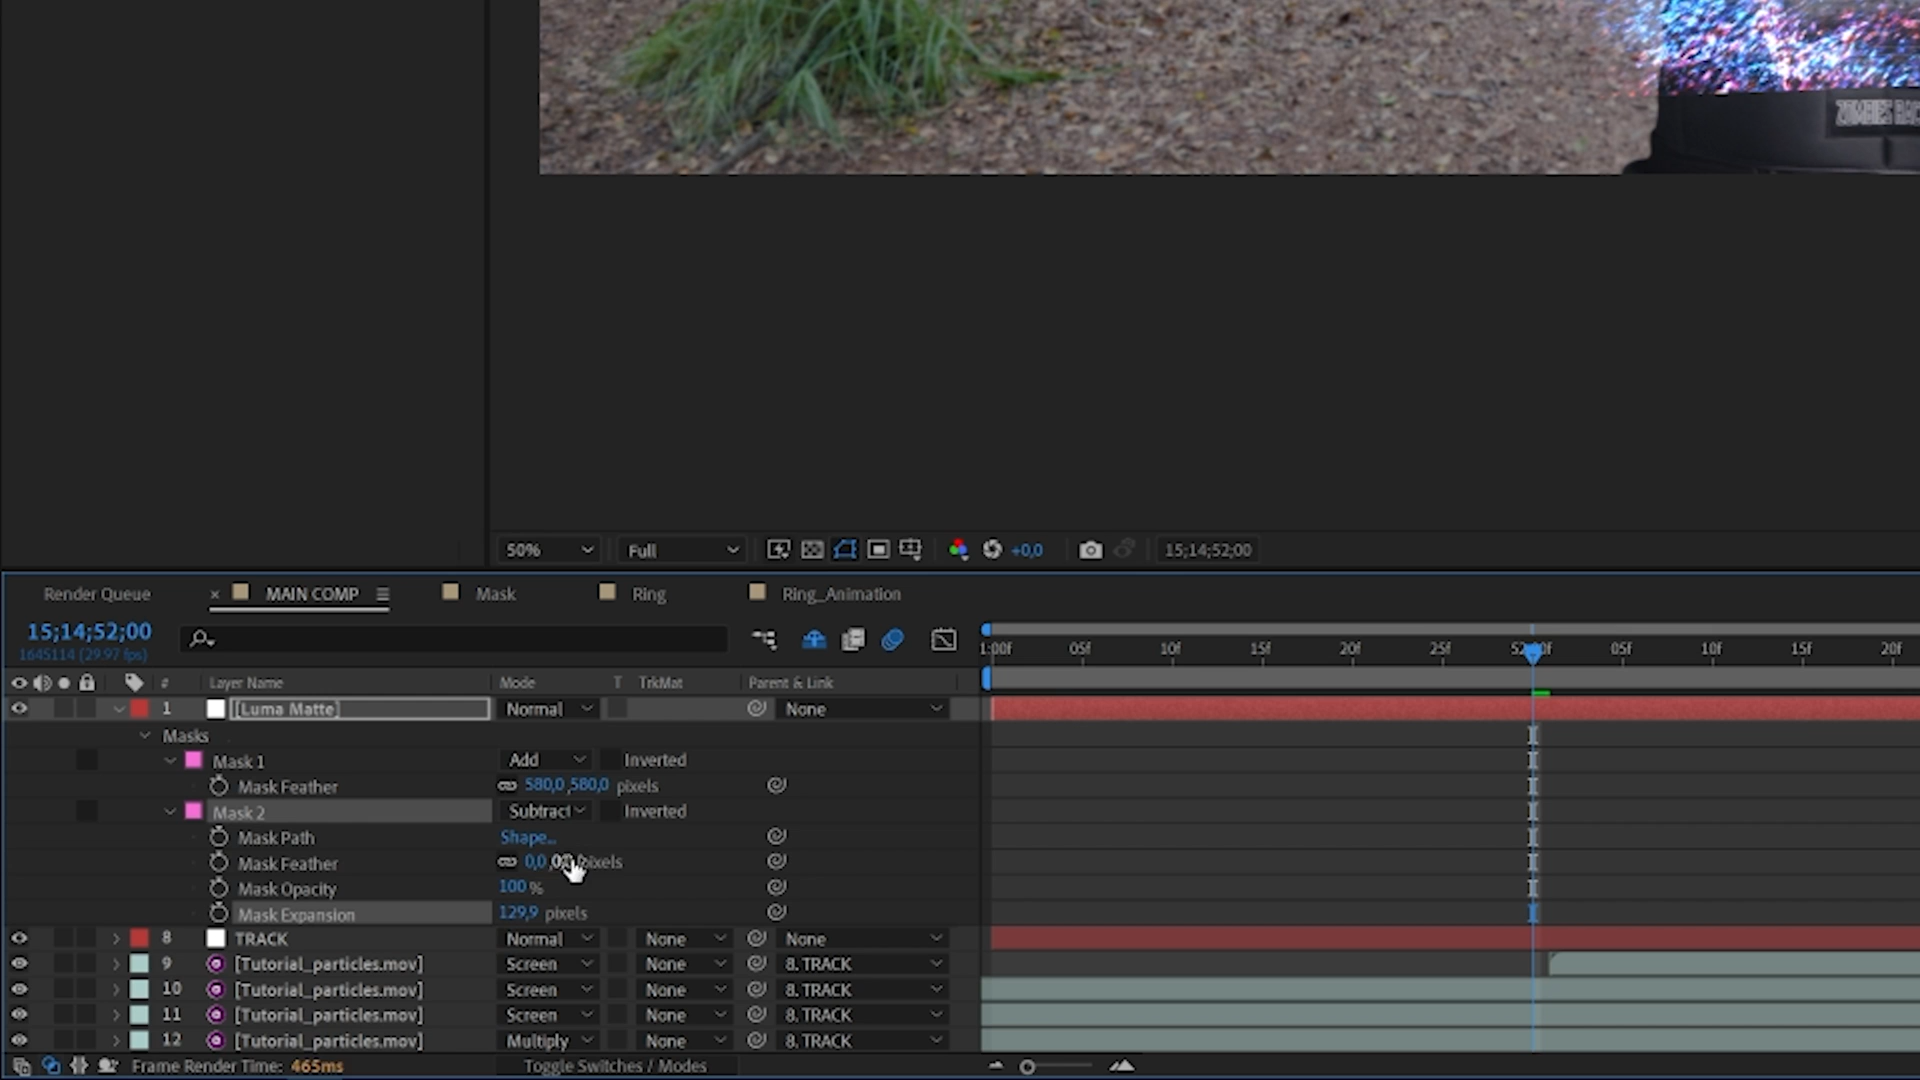 ZOMBIES
50% Full +0,0 15;14;52;00
Render Queue × MAIN COMP Mask Ring Ring_Animation
15;14;52;00
1645114 (29.97 fps)
1:00f 05f 10f 15f 20f 25f 05f 10f 15f 20f
# Layer Name Mode T TrkMat Parent & Link
1 [Luma Matte] Normal None
Masks
Mask 1 Add Inverted
Mask Feather 580,0,580,0 pixels
Mask 2 Subtract Inverted
Mask Path Shape...
Mask Feather 0,0, pixels
Mask Opacity 100 %
Mask Expansion 129,9 pixels
8 TRACK Normal None None
9 [Tutorial_particles.mov] Screen None 8. TRACK
10 [Tutorial_particles.mov] Screen None 8. TRACK
11 [Tutorial_particles.mov] Screen None 8. TRACK
12 [Tutorial_particles.mov] Multiply None 8. TRACK
Frame Render Time: 465ms Toggle Switches / Modes